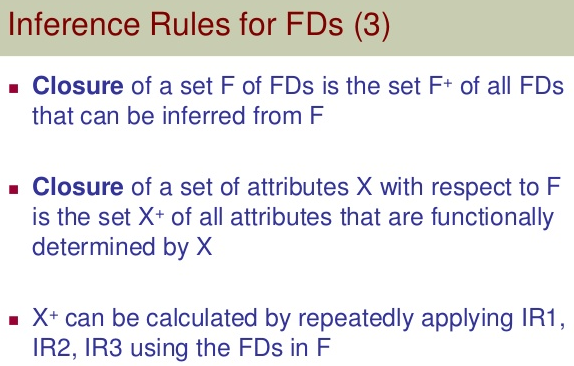 Inference Rules for FDs (3)
Closure of a set F of FDs is the set F⁺ of all FDs
that can be inferred from F
Closure of a set of attributes X with respect to F
is the set X⁺ of all attributes that are functionally
determined by X
X⁺ can be calculated by repeatedly applying IR1,
IR2, IR3 using the FDs in F